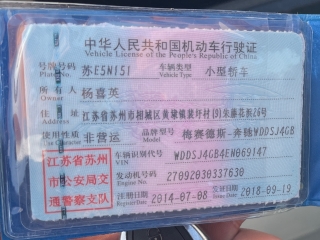 中华人民共和国机动车行驶证
Vehicle License of the People's Republic of China
号牌号码 苏E5N151 车辆类型 小型轿车
Plate No. Vehicle Type
所有人 杨喜英
Owner
住址 江苏省苏州市相城区黄埭镇裴圩村(9)朱藤花饭26号
Address
使用性质 非营运 品牌型号 梅赛德斯-奔驰WDDSJ4GB
Model
江苏省苏州
市公安局交
通警察支队
车辆识别代号 WDDSJ4GB4EN069147
VIN
发动机号码 27092030337630
Engine No.
注册日期 2014-07-08 发证日期 2018-09-19
Register Date Issue Date